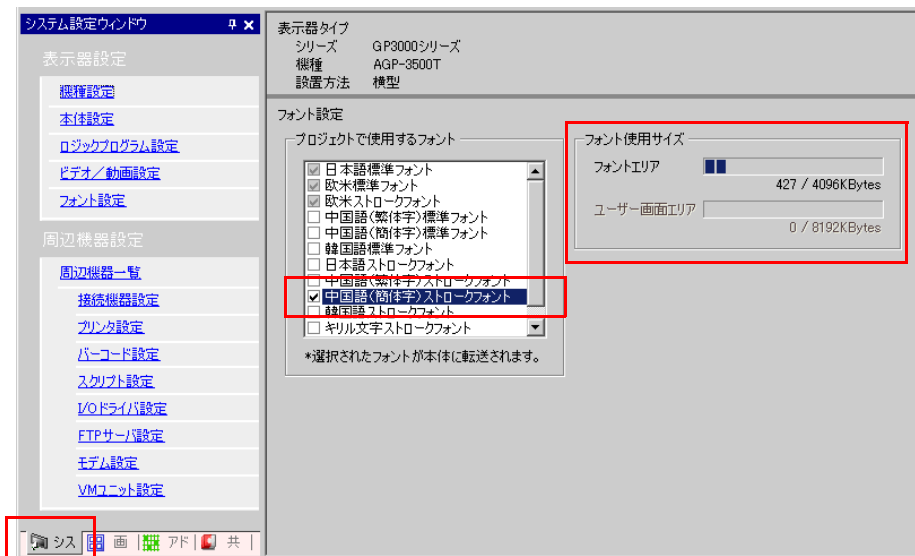 システム設定ウィンドウ
表示器設定
機種設定
本体設定
ロジックプログラム設定
ビデオ/動画設定
フォント設定
周辺機器設定
周辺機器一覧
接続機器設定
プリンタ設定
バーコード設定
スクリプト設定
I/Oドライバ設定
FTPサーバ設定
モデム設定
VMユニット設定
シス
画
アド
共
表示器タイプ
シリーズ GP3000シリーズ
機種 AGP-3500T
設置方法 横型
フォント設定
プロジェクトで使用するフォント
日本語標準フォント
欧米標準フォント
欧米ストロークフォント
中国語(繁体字)標準フォント
中国語(簡体字)標準フォント
韓国語標準フォント
日本語ストロークフォント
中国語(繁体字)ストロークフォント
中国語(簡体字)ストロークフォント
韓国語ストロークフォント
キリル文字ストロークフォント
*選択されたフォントが本体に転送されます。
フォント使用サイズ
フォントエリア
427 / 4096KBytes
ユーザー画面エリア
0 / 8192KBytes